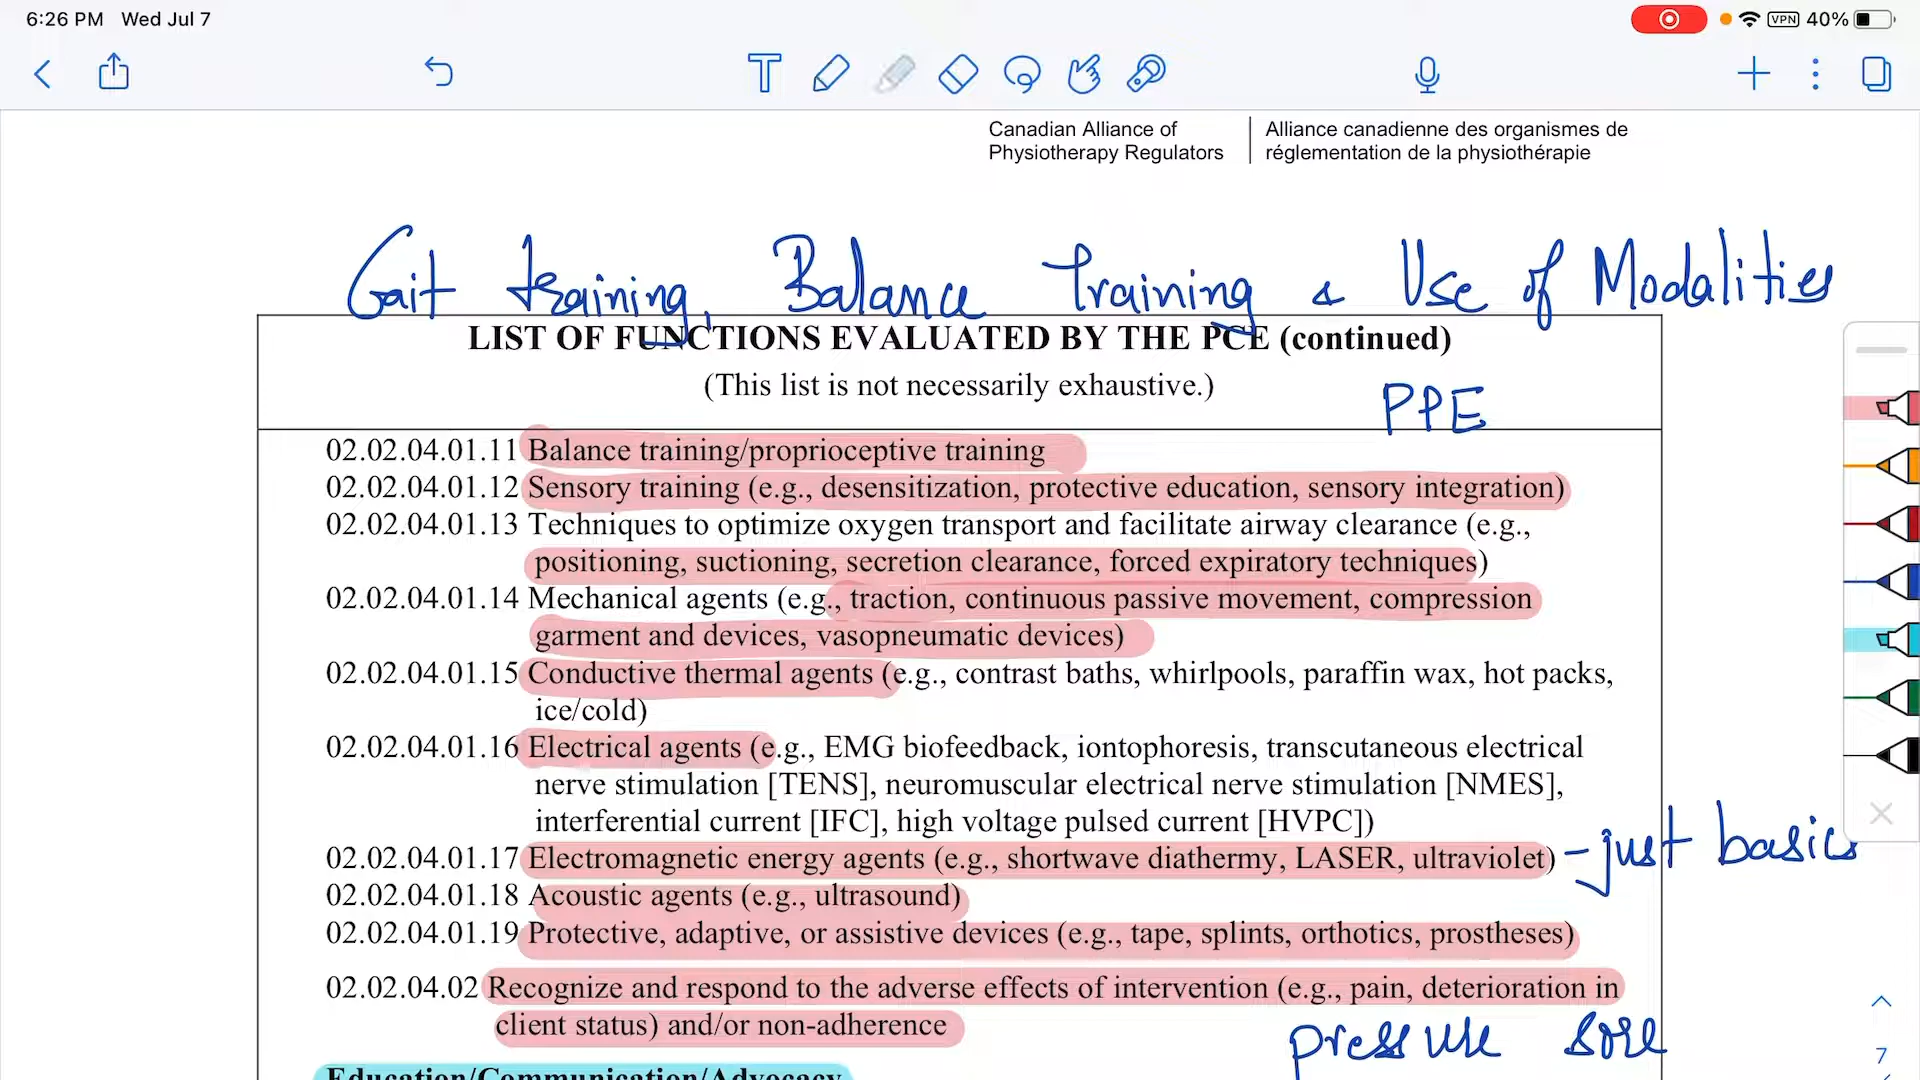 6:26 PM Wed Jul 7
VPN 40%
Canadian Alliance of
Physiotherapy Regulators
Alliance canadienne des organismes de
réglementation de la physiothérapie
Gait training, Balance Training & Use of Modalities
LIST OF FUNCTIONS EVALUATED BY THE PCE (continued)
(This list is not necessarily exhaustive.)
PPE
02.02.04.01.11 Balance training/proprioceptive training
02.02.04.01.12 Sensory training (e.g., desensitization, protective education, sensory integration)
02.02.04.01.13 Techniques to optimize oxygen transport and facilitate airway clearance (e.g.,
positioning, suctioning, secretion clearance, forced expiratory techniques)
02.02.04.01.14 Mechanical agents (e.g., traction, continuous passive movement, compression
garment and devices, vasopneumatic devices)
02.02.04.01.15 Conductive thermal agents (e.g., contrast baths, whirlpools, paraffin wax, hot packs,
ice/cold)
02.02.04.01.16 Electrical agents (e.g., EMG biofeedback, iontophoresis, transcutaneous electrical
nerve stimulation [TENS], neuromuscular electrical nerve stimulation [NMES],
interferential current [IFC], high voltage pulsed current [HVPC])
02.02.04.01.17 Electromagnetic energy agents (e.g., shortwave diathermy, LASER, ultraviolet) - just basics
02.02.04.01.18 Acoustic agents (e.g., ultrasound)
02.02.04.01.19 Protective, adaptive, or assistive devices (e.g., tape, splints, orthotics, prostheses)
02.02.04.02 Recognize and respond to the adverse effects of intervention (e.g., pain, deterioration in
client status) and/or non-adherence
pressure sore
7
Education/Communication/Advocacy